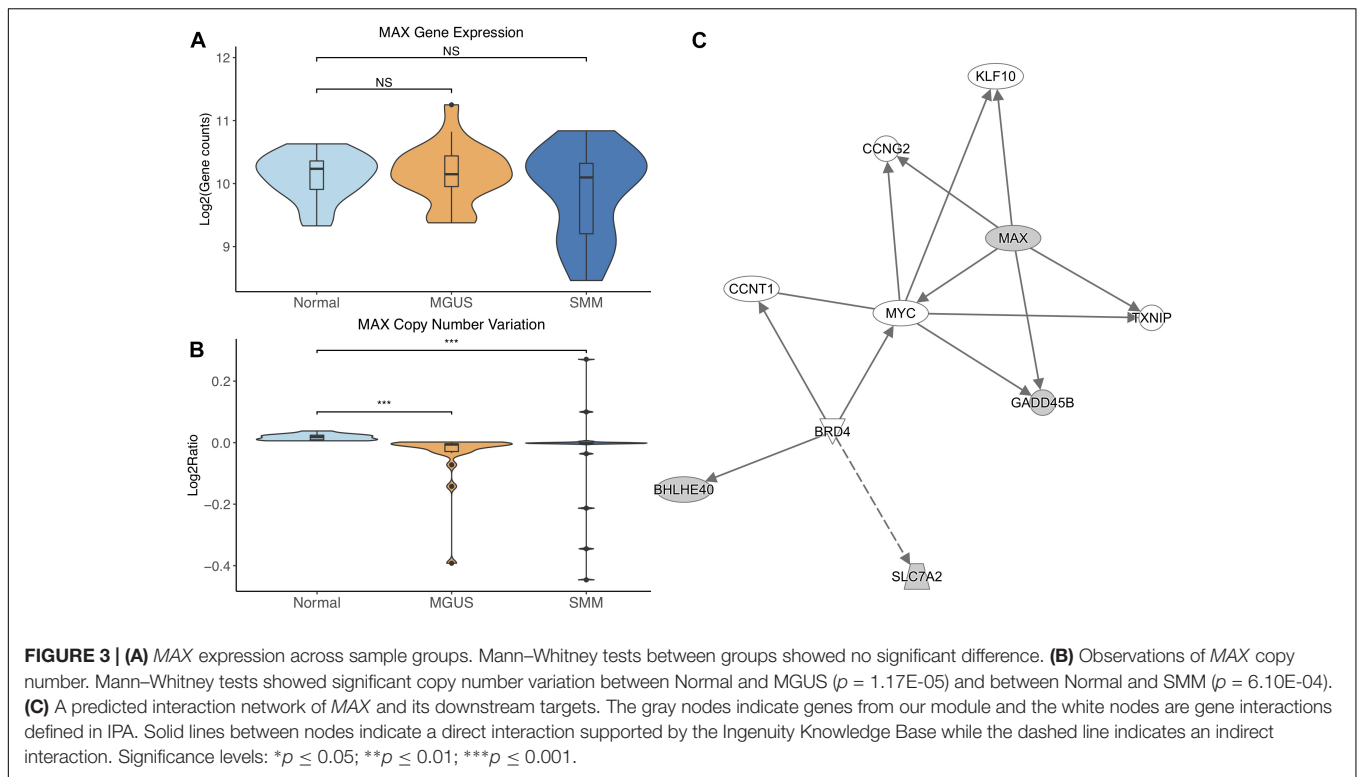 A
MAX Gene Expression
NS
NS
12
11
10
9
Log2(Gene counts)
Normal
MGUS
SMM
B
MAX Copy Number Variation
***
***
0.2
0.0
−0.2
−0.4
Log2Ratio
Normal
MGUS
SMM
C
KLF10
CCNG2
MAX
CCNT1
MYC
TXNIP
GADD45B
BRD4
BHLHE40
SLC7A2
FIGURE 3 | (A) MAX expression across sample groups. Mann–Whitney tests between groups showed no significant difference. (B) Observations of MAX copy
number. Mann–Whitney tests showed significant copy number variation between Normal and MGUS (p = 1.17E-05) and between Normal and SMM (p = 6.10E-04).
(C) A predicted interaction network of MAX and its downstream targets. The gray nodes indicate genes from our module and the white nodes are gene interactions
defined in IPA. Solid lines between nodes indicate a direct interaction supported by the Ingenuity Knowledge Base while the dashed line indicates an indirect
interaction. Significance levels: *p ≤ 0.05; **p ≤ 0.01; ***p ≤ 0.001.